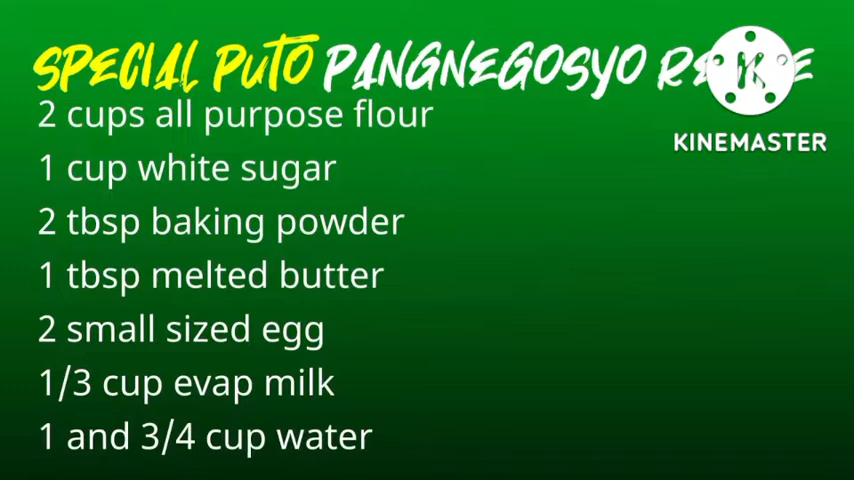 SPECIAL PUTO PANGNEGOSYO
2 cups all purpose flour
1 cup white sugar
2 tbsp baking powder
1 tbsp melted butter
2 small sized egg
1/3 cup evap milk
1 and 3/4 cup water
K
KINEMASTER